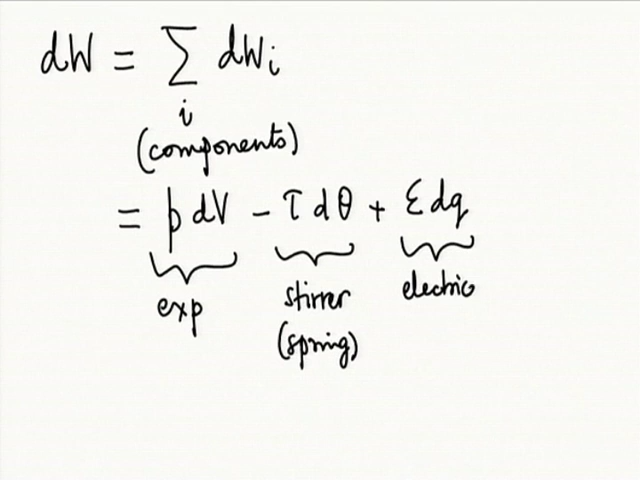 dW = ∑ dWi
i
(components)
= p dV - τ dθ + ε dq
exp stirrer electric
(spring)